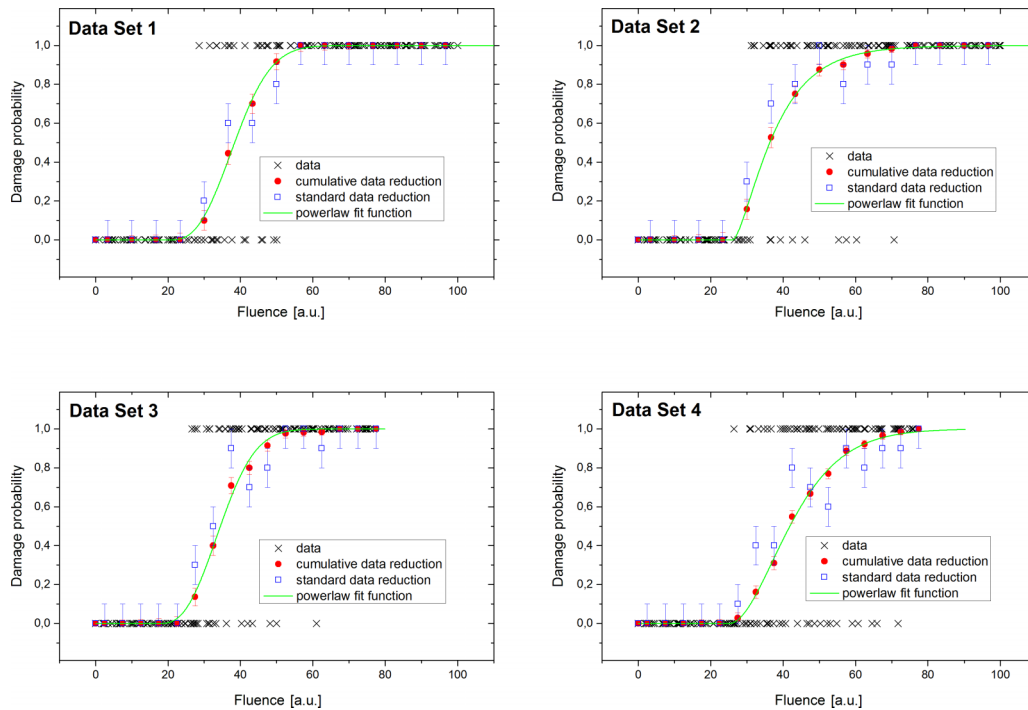 Data Set 1
1,0
0,8
0,6
0,4
0,2
0,0
Damage probability
data
cumulative data reduction
standard data reduction
powerlaw fit function
0 20 40 60 80 100
Fluence [a.u.]
Data Set 2
1,0
0,8
0,6
0,4
0,2
0,0
Damage probability
data
cumulative data reduction
standard data reduction
powerlaw fit function
0 20 40 60 80 100
Fluence [a.u.]
Data Set 3
1,0
0,8
0,6
0,4
0,2
0,0
Damage probability
data
cumulative data reduction
standard data reduction
powerlaw fit function
0 20 40 60 80 100
Fluence [a.u.]
Data Set 4
1,0
0,8
0,6
0,4
0,2
0,0
Damage probability
data
cumulative data reduction
standard data reduction
powerlaw fit function
0 20 40 60 80 100
Fluence [a.u.]